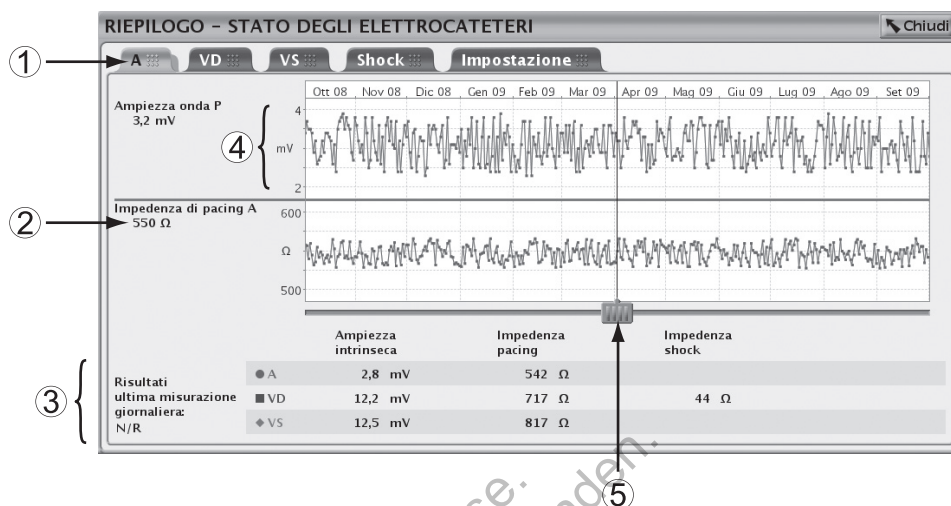 RIEPILOGO – STATO DEGLI ELETTROCATETERI
Chiudi
1
A VD VS Shock Impostazione
Ott 08 Nov 08 Dic 08 Gen 09 Feb 09 Mar 09 Apr 09 Mag 09 Giu 09 Lug 09 Ago 09 Set 09
Ampiezza onda P
3,2 mV
4
4
mV
2
2
Impedenza di pacing A
550 Ω
600
Ω
500
Ampiezza intrinseca
Impedenza pacing
Impedenza shock
3
Risultati
ultima misurazione
giornaliera:
N/R
A 2,8 mV 542 Ω
VD 12,2 mV 717 Ω 44 Ω
VS 12,5 mV 817 Ω
5